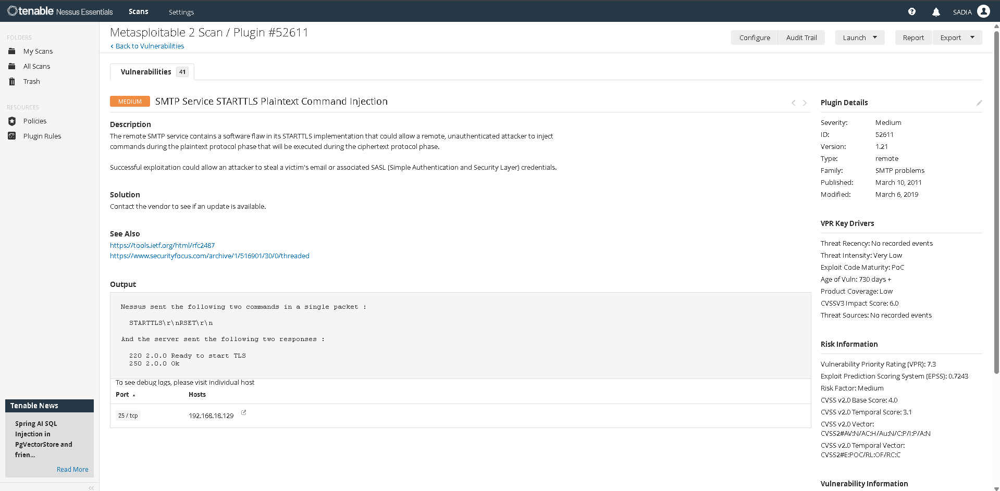 tenable Nessus Essentials
Scans
Settings
SADIA
FOLDERS
My Scans
All Scans
Trash
RESOURCES
Policies
Plugin Rules
Tenable News
Spring AI SQL
Injection in
PgVectorStore and
frien...
Read More
Metasploitable 2 Scan / Plugin #52611
< Back to Vulnerabilities
Configure
Audit Trail
Launch
Report
Export
Vulnerabilities 41
MEDIUM SMTP Service STARTTLS Plaintext Command Injection
Description
The remote SMTP service contains a software flaw in its STARTTLS implementation that could allow a remote, unauthenticated attacker to inject
commands during the plaintext protocol phase that will be executed during the ciphertext protocol phase.
Successful exploitation could allow an attacker to steal a victim's email or associated SASL (Simple Authentication and Security Layer) credentials.
Solution
Contact the vendor to see if an update is available.
See Also
https://tools.ietf.org/html/rfc2487
https://www.securityfocus.com/archive/1/516901/30/0/threaded
Output
Nessus sent the following two commands in a single packet :
STARTTLS\r\nRSET\r\n
And the server sent the following two responses :
220 2.0.0 Ready to start TLS
250 2.0.0 Ok
To see debug logs, please visit individual host
Port Hosts
25 / tcp 192.168.18.129
Plugin Details
Severity: Medium
ID: 52611
Version: 1.21
Type: remote
Family: SMTP problems
Published: March 10, 2011
Modified: March 6, 2019
VPR Key Drivers
Threat Recency: No recorded events
Threat Intensity: Very Low
Exploit Code Maturity: PoC
Age of Vuln: 730 days +
Product Coverage: Low
CVSSV3 Impact Score: 6.0
Threat Sources: No recorded events
Risk Information
Vulnerability Priority Rating (VPR): 7.3
Exploit Prediction Scoring System (EPSS): 0.7243
Risk Factor: Medium
CVSS v2.0 Base Score: 4.0
CVSS v2.0 Temporal Score: 3.1
CVSS v2.0 Vector:
CVSS2#AV:N/AC:H/Au:N/C:P/I:P/A:N
CVSS v2.0 Temporal Vector:
CVSS2#E:POC/RL:OF/RC:C
Vulnerability Information